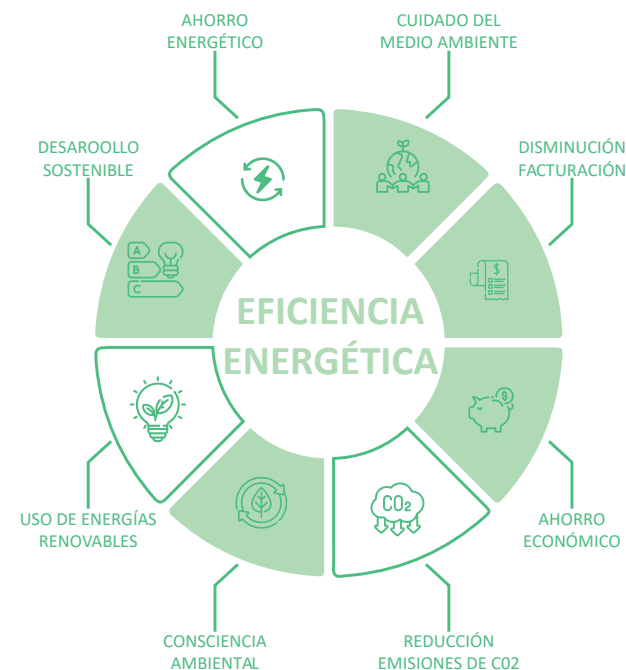 AHORRO
ENERGÉTICO
CUIDADO DEL
MEDIO AMBIENTE
DESAROOLLO
SOSTENIBLE
DISMINUCIÓN
FACTURACIÓN
A
B
C
$
EFICIENCIA
ENERGÉTICA
$
CO2
USO DE ENERGÍAS
RENOVABLES
AHORRO
ECONÓMICO
CONSCIENCIA
AMBIENTAL
REDUCCIÓN
EMISIONES DE C02